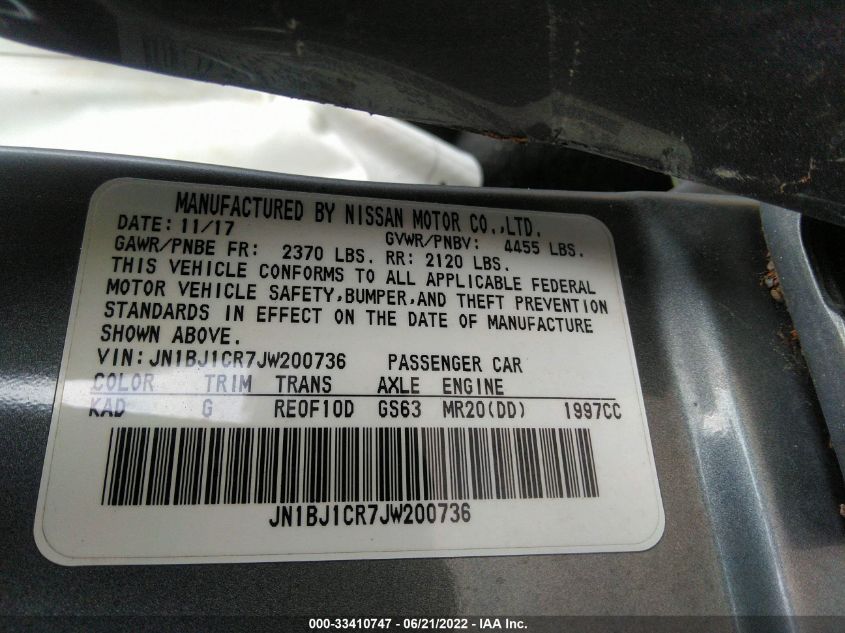 MANUFACTURED BY NISSAN MOTOR CO.,LTD.
DATE: 11/17 GVWR/PNBV: 4455 LBS.
GAWR/PNBE FR: 2370 LBS. RR: 2120 LBS.
THIS VEHICLE CONFORMS TO ALL APPLICABLE FEDERAL
MOTOR VEHICLE SAFETY,BUMPER,AND THEFT PREVENTION
STANDARDS IN EFFECT ON THE DATE OF MANUFACTURE
SHOWN ABOVE.
VIN:JN1BJ1CR7JW200736 PASSENGER CAR
COLOR TRIM TRANS AXLE ENGINE
KAD G RE0F10D GS63 MR20(DD) 1997CC
JN1BJ1CR7JW200736
000-33410747 - 06/21/2022 - IAA Inc.